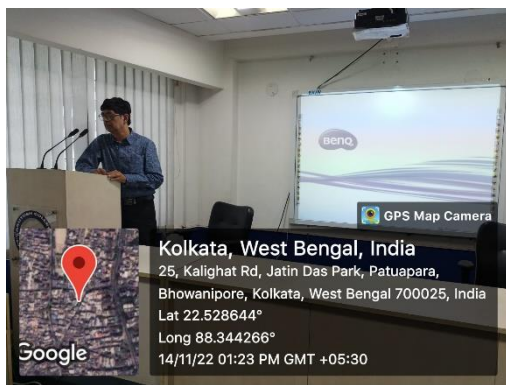 BenQ
GPS Map Camera
Kolkata, West Bengal, India
25, Kalighat Rd, Jatin Das Park, Patuapara,
Bhowanipore, Kolkata, West Bengal 700025, India
Lat 22.528644°
Long 88.344266°
14/11/22 01:23 PM GMT +05:30
Google